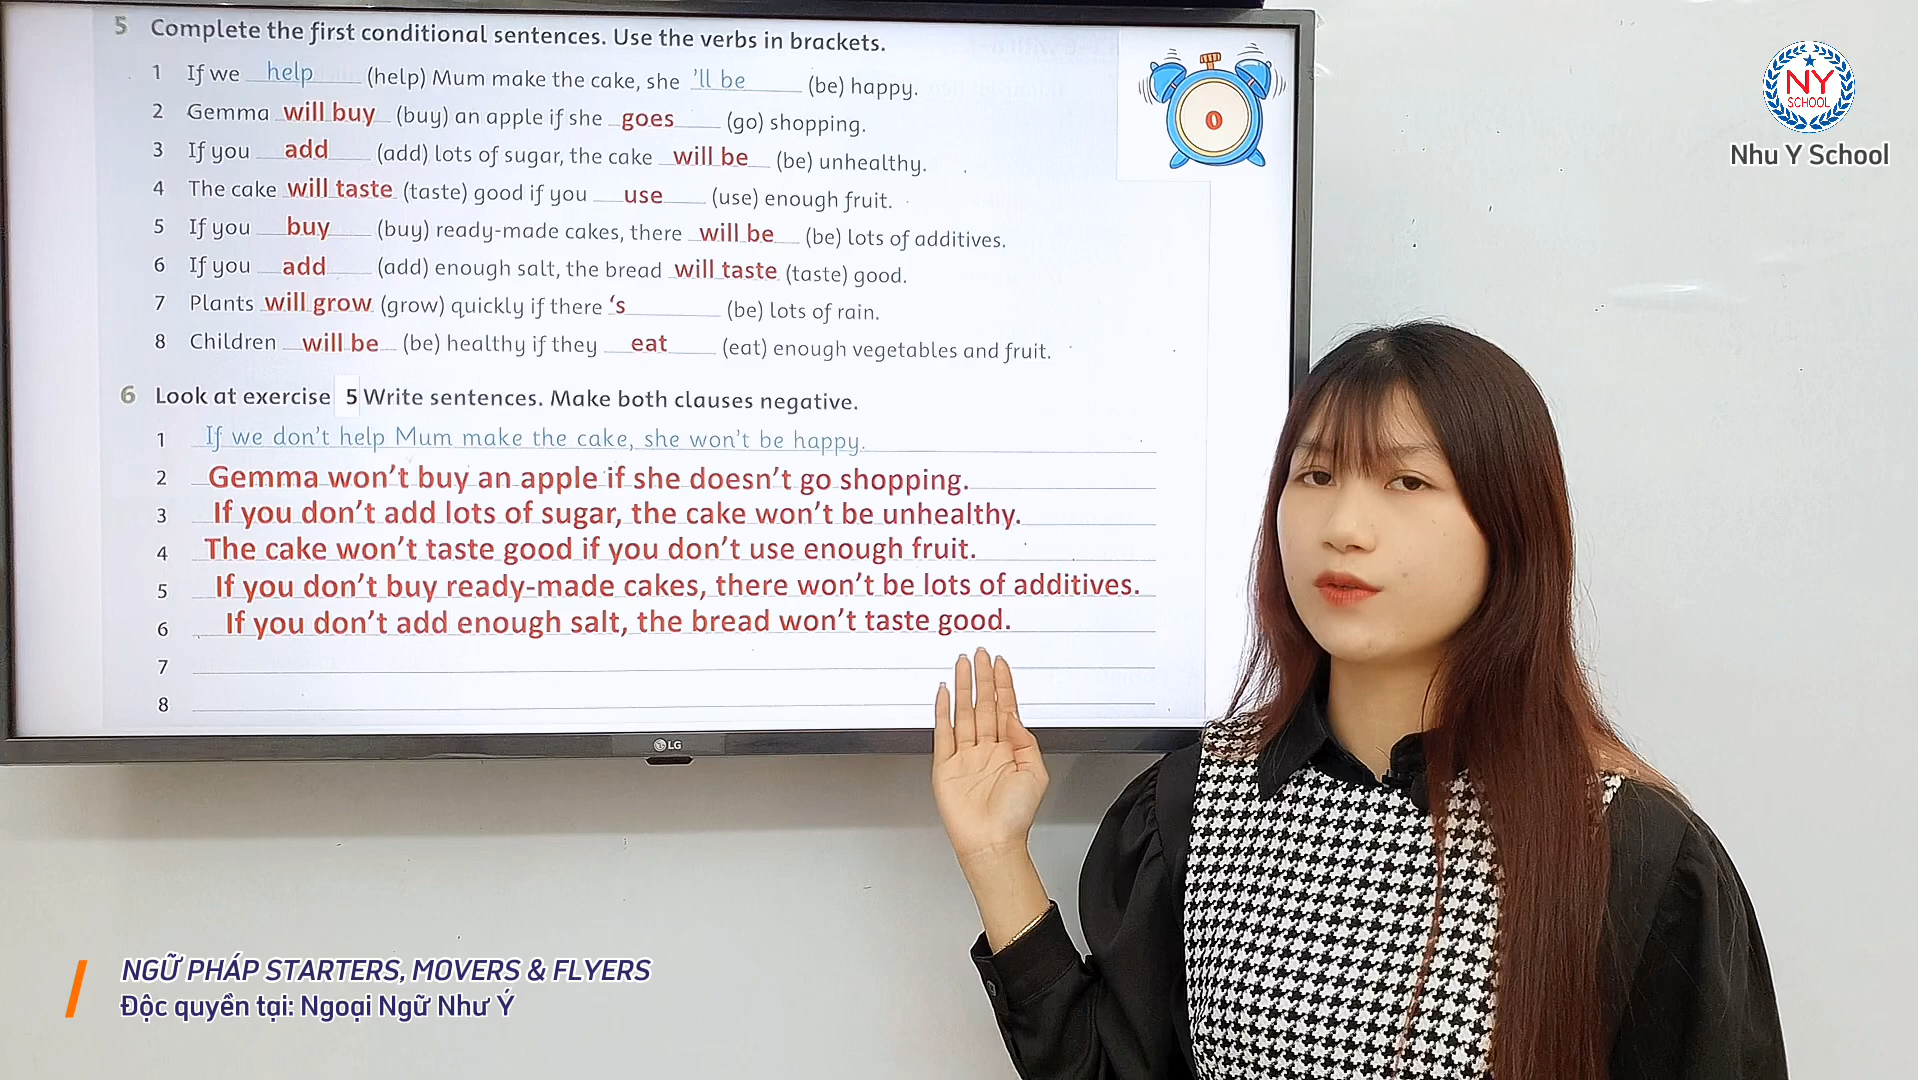 5 Complete the first conditional sentences. Use the verbs in brackets.
1 If we help (help) Mum make the cake, she 'll be (be) happy.
2 Gemma will buy (buy) an apple if she goes (go) shopping.
3 If you add (add) lots of sugar, the cake will be (be) unhealthy.
4 The cake will taste (taste) good if you use (use) enough fruit.
5 If you buy (buy) ready-made cakes, there will be (be) lots of additives.
6 If you add (add) enough salt, the bread will taste (taste) good.
7 Plants will grow (grow) quickly if there ‘s (be) lots of rain.
8 Children will be (be) healthy if they eat (eat) enough vegetables and fruit.
0
6 Look at exercise 5 Write sentences. Make both clauses negative.
1 If we don't help Mum make the cake, she won't be happy.
2 Gemma won’t buy an apple if she doesn’t go shopping.
3 If you don’t add lots of sugar, the cake won’t be unhealthy.
4 The cake won’t taste good if you don’t use enough fruit.
5 If you don’t buy ready-made cakes, there won’t be lots of additives.
6 If you don’t add enough salt, the bread won’t taste good.
7
8
LG
NY
SCHOOL
Nhu Y School
NGỮ PHÁP STARTERS, MOVERS & FLYERS
Độc quyền tại: Ngoại Ngữ Như Ý